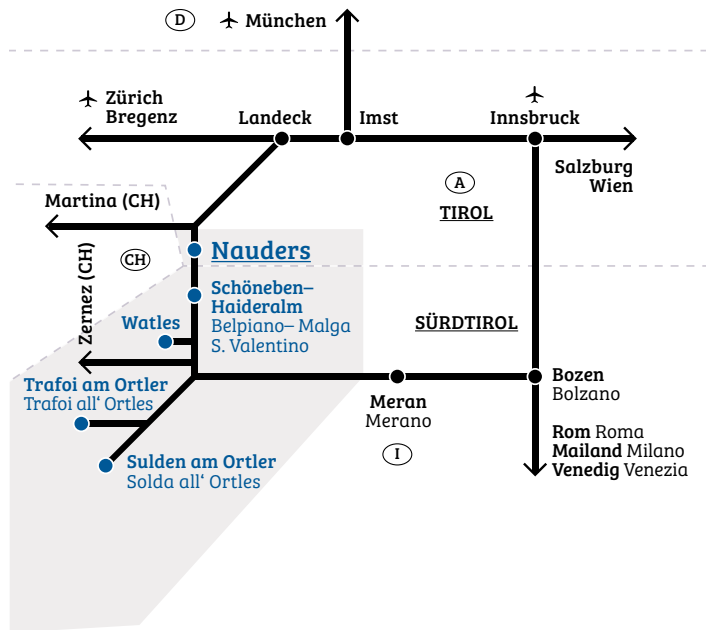 D München
Zürich
Bregenz
Landeck
Imst
Innsbruck
Salzburg
Wien
A
TIROL
Martina (CH)
CH
Zernez (CH)
Nauders
Schöneben–
Haideralm
Belpiano– Malga
S. Valentino
Watles
SÜRDTIROL
Trafoi am Ortler
Trafoi all‘ Ortles
Meran
Merano
I
Bozen
Bolzano
Rom Roma
Mailand Milano
Venedig Venezia
Sulden am Ortler
Solda all‘ Ortles